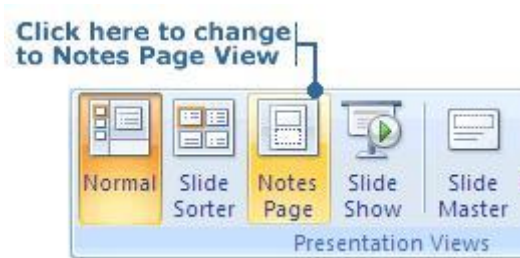 Click here to change
to Notes Page View
Normal Slide Notes Slide Slide
Sorter Page Show Master
Presentation Views